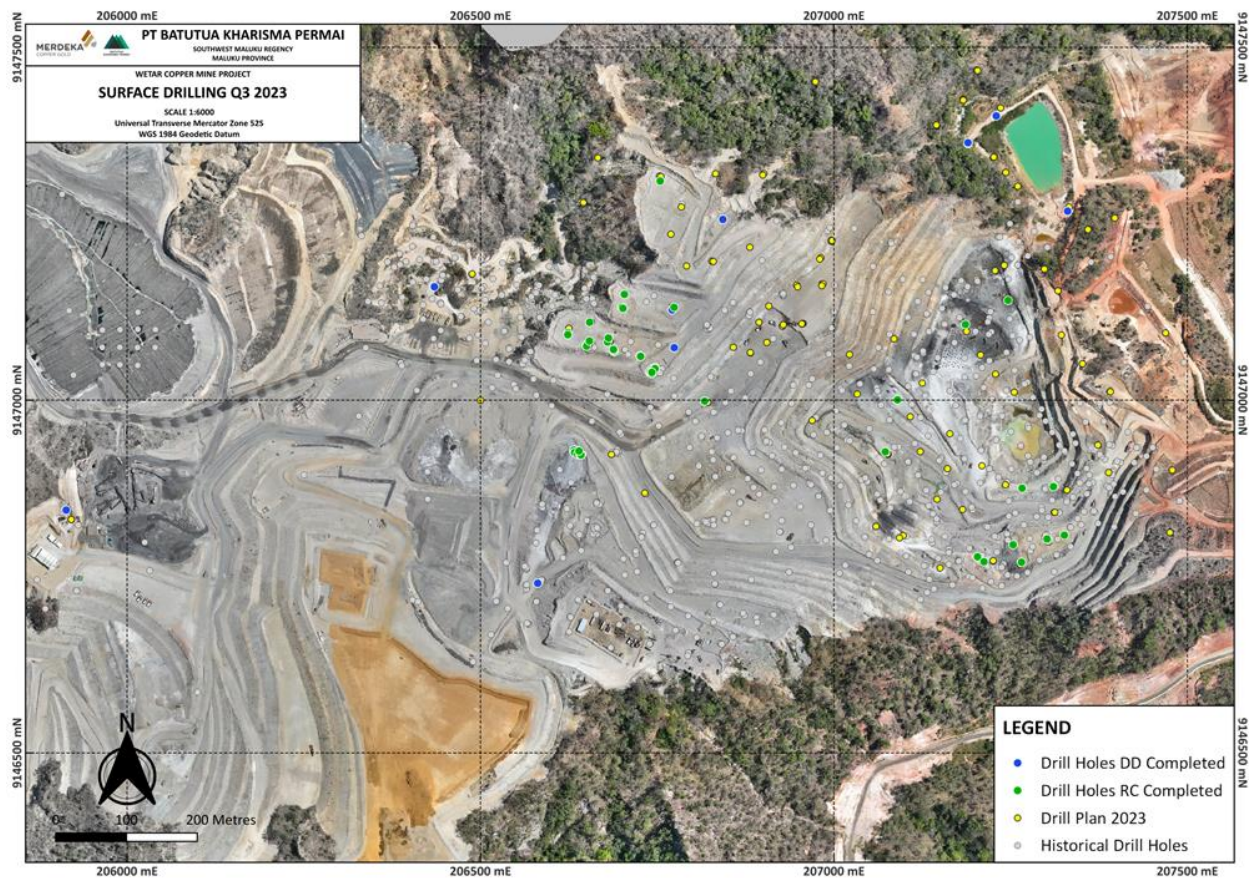 206000 mE 206500 mE 207000 mE 207500 mE
9147500 mN 9147500 mN
MERDEKA
COPPER GOLD
PT BATUTUA KHARISMA PERMAI
SOUTHWEST MALUKU REGENCY
MALUKU PROVINCE
WETAR COPPER MINE PROJECT
SURFACE DRILLING Q3 2023
SCALE 1:6000
Universal Transverse Mercator Zone 52S
WGS 1984 Geodetic Datum
9147000 mN 9147000 mN
9146500 mN 9146500 mN
N
0 100 200 Metres
LEGEND
Drill Holes DD Completed
Drill Holes RC Completed
Drill Plan 2023
Historical Drill Holes
206000 mE 206500 mE 207000 mE 207500 mE